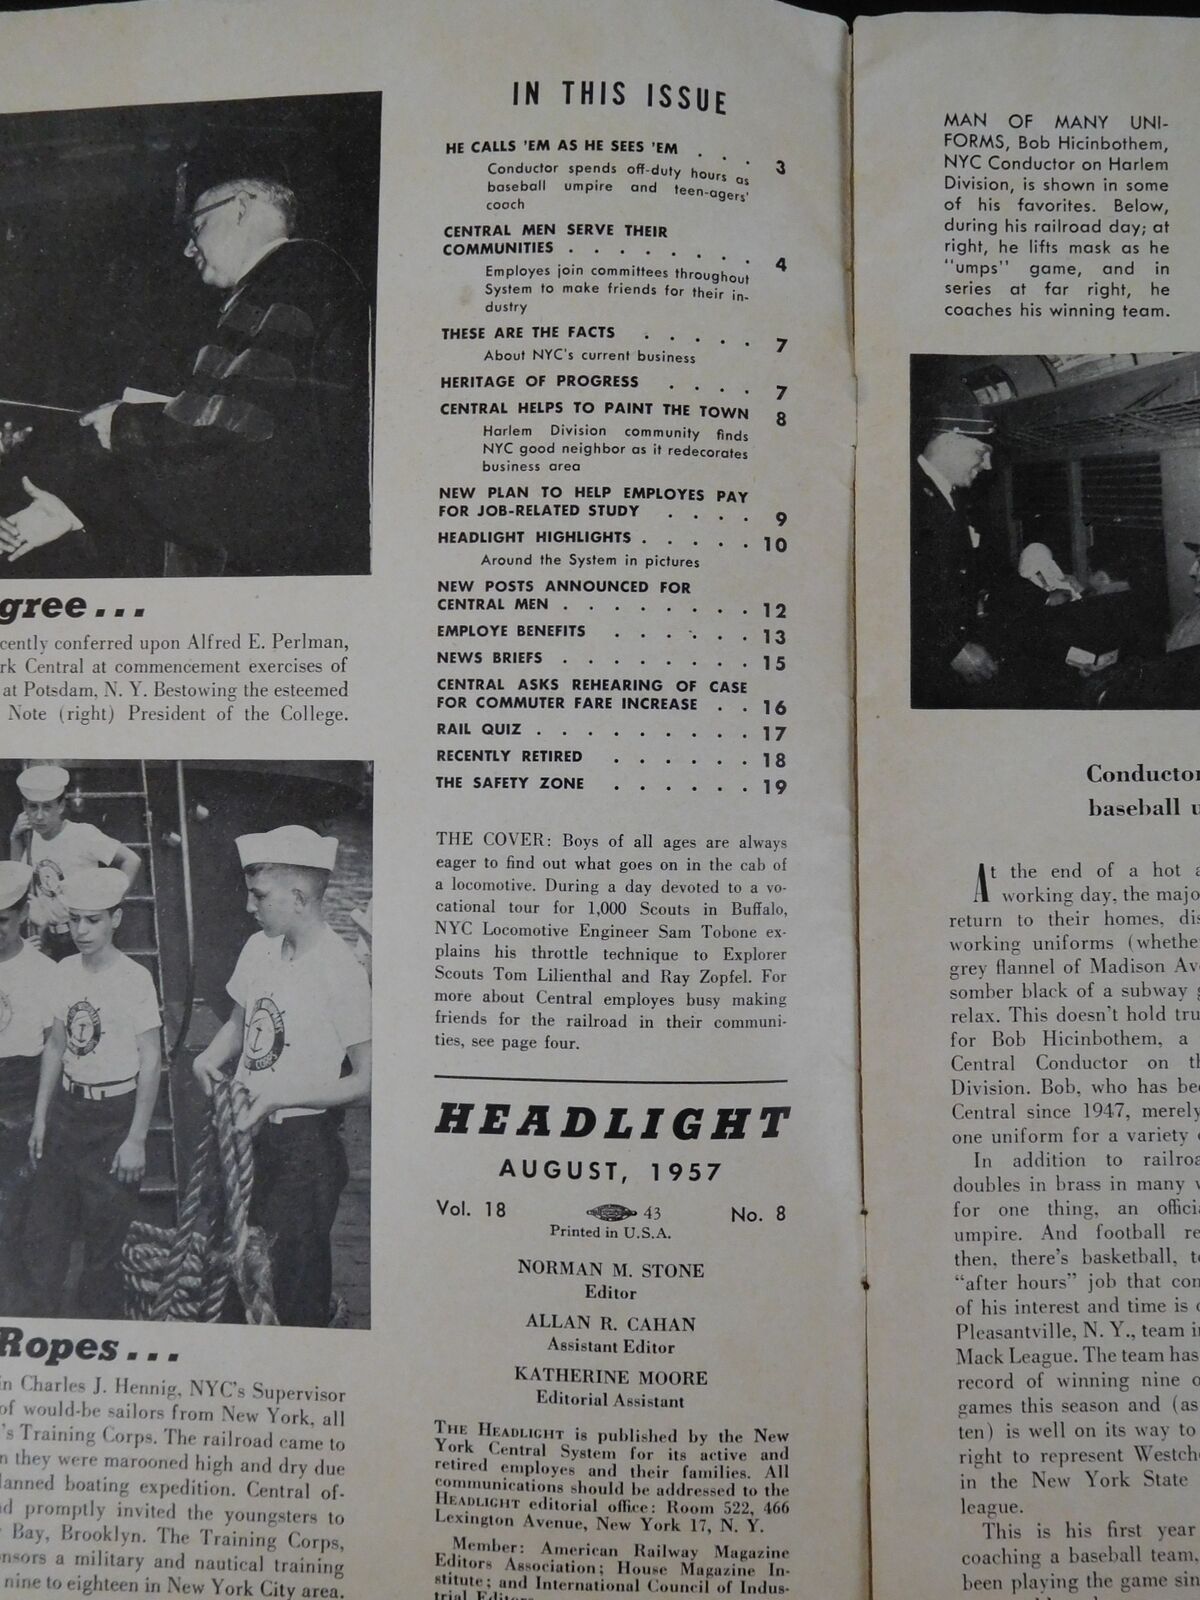 gree...
cently conferred upon Alfred E. Perlman,
rk Central at commencement exercises of
at Potsdam, N. Y. Bestowing the esteemed
Note (right) President of the College.
Ropes...
in Charles J. Hennig, NYC's Supervisor
of would-be sailors from New York, all
's Training Corps. The railroad came to
n they were marooned high and dry due
lanned boating expedition. Central of-
nd promptly invited the youngsters to
Bay, Brooklyn. The Training Corps,
nsors a military and nautical training
nine to eighteen in New York City area.
IN THIS ISSUE
HE CALLS 'EM AS HE SEES 'EM . . . 3
Conductor spends off-duty hours as
baseball umpire and teen-agers'
coach
CENTRAL MEN SERVE THEIR
COMMUNITIES . . . . . . . 4
Employes join committees throughout
System to make friends for their in-
dustry
THESE ARE THE FACTS . . . . . 7
About NYC's current business
HERITAGE OF PROGRESS . . . . 7
CENTRAL HELPS TO PAINT THE TOWN 8
Harlem Division community finds
NYC good neighbor as it redecorates
business area
NEW PLAN TO HELP EMPLOYES PAY
FOR JOB-RELATED STUDY . . . . 9
HEADLIGHT HIGHLIGHTS . . . . . 10
Around the System in pictures
NEW POSTS ANNOUNCED FOR
CENTRAL MEN . . . . . . . . 12
EMPLOYE BENEFITS . . . . . . 13
NEWS BRIEFS . . . . . . . . 15
CENTRAL ASKS REHEARING OF CASE
FOR COMMUTER FARE INCREASE . . 16
RAIL QUIZ . . . . . . . . . 17
RECENTLY RETIRED . . . . . . 18
THE SAFETY ZONE . . . . . . 19
THE COVER: Boys of all ages are always
eager to find out what goes on in the cab of
a locomotive. During a day devoted to a vo-
cational tour for 1,000 Scouts in Buffalo,
NYC Locomotive Engineer Sam Tobone ex-
plains his throttle technique to Explorer
Scouts Tom Lilienthal and Ray Zopfel. For
more about Central employes busy making
friends for the railroad in their communi-
ties, see page four.
HEADLIGHT
AUGUST, 1957
Vol. 18 43 No. 8
Printed in U.S.A.
NORMAN M. STONE
Editor
ALLAN R. CAHAN
Assistant Editor
KATHERINE MOORE
Editorial Assistant
THE HEADLIGHT is published by the New
York Central System for its active and
retired employes and their families. All
communications should be addressed to the
HEADLIGHT editorial office: Room 522, 466
Lexington Avenue, New York 17, N. Y.
Member: American Railway Magazine
Editors Association; House Magazine In-
stitute; and International Council of Indus-
trial Editors.
MAN OF MANY UNI-
FORMS, Bob Hicinbothem,
NYC Conductor on Harlem
Division, is shown in some
of his favorites. Below,
during his railroad day; at
right, he lifts mask as he
"umps" game, and in
series at far right, he
coaches his winning team.
Conductor
baseball u
At the end of a hot a
working day, the majo
return to their homes, dis
working uniforms (whethe
grey flannel of Madison Av
somber black of a subway g
relax. This doesn't hold tru
for Bob Hicinbothem, a
Central Conductor on th
Division. Bob, who has bee
Central since 1947, merely
one uniform for a variety o
In addition to railroa
doubles in brass in many w
for one thing, an officia
umpire. And football re
then, there's basketball, t
"after hours" job that con
of his interest and time is c
Pleasantville, N. Y., team in
Mack League. The team has
record of winning nine o
games this season and (as
ten) is well on its way to
right to represent Westch
in the New York State
league.
This is his first year
coaching a baseball team,
been playing the game sin